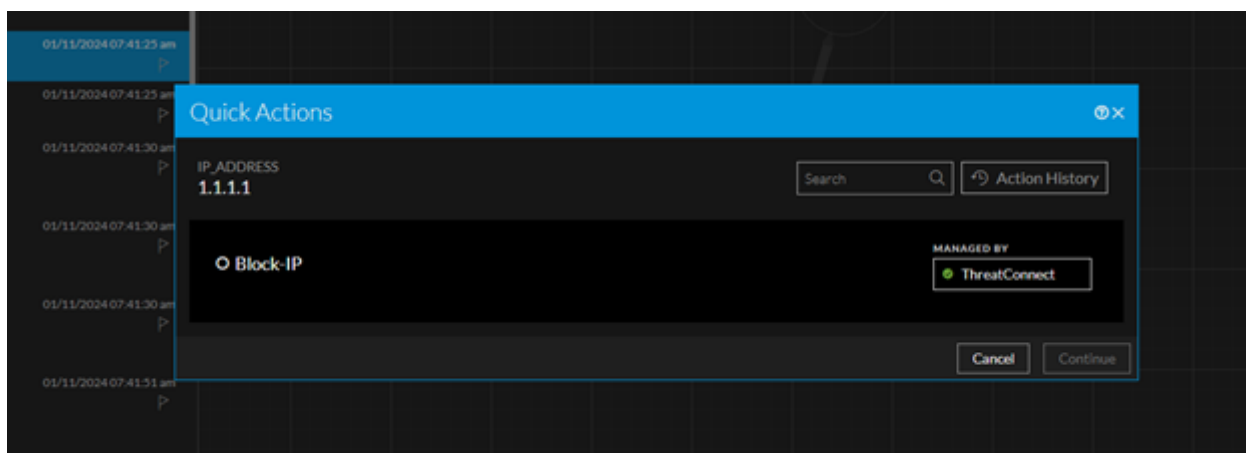 01/11/2024 07:41:25 am
01/11/2024 07:41:25 am
01/11/2024 07:41:30 am
01/11/2024 07:41:30 am
01/11/2024 07:41:30 am
01/11/2024 07:41:51 am
Quick Actions
IP_ADDRESS
1.1.1.1
Search
Action History
Block-IP
MANAGED BY
ThreatConnect
Cancel
Continue